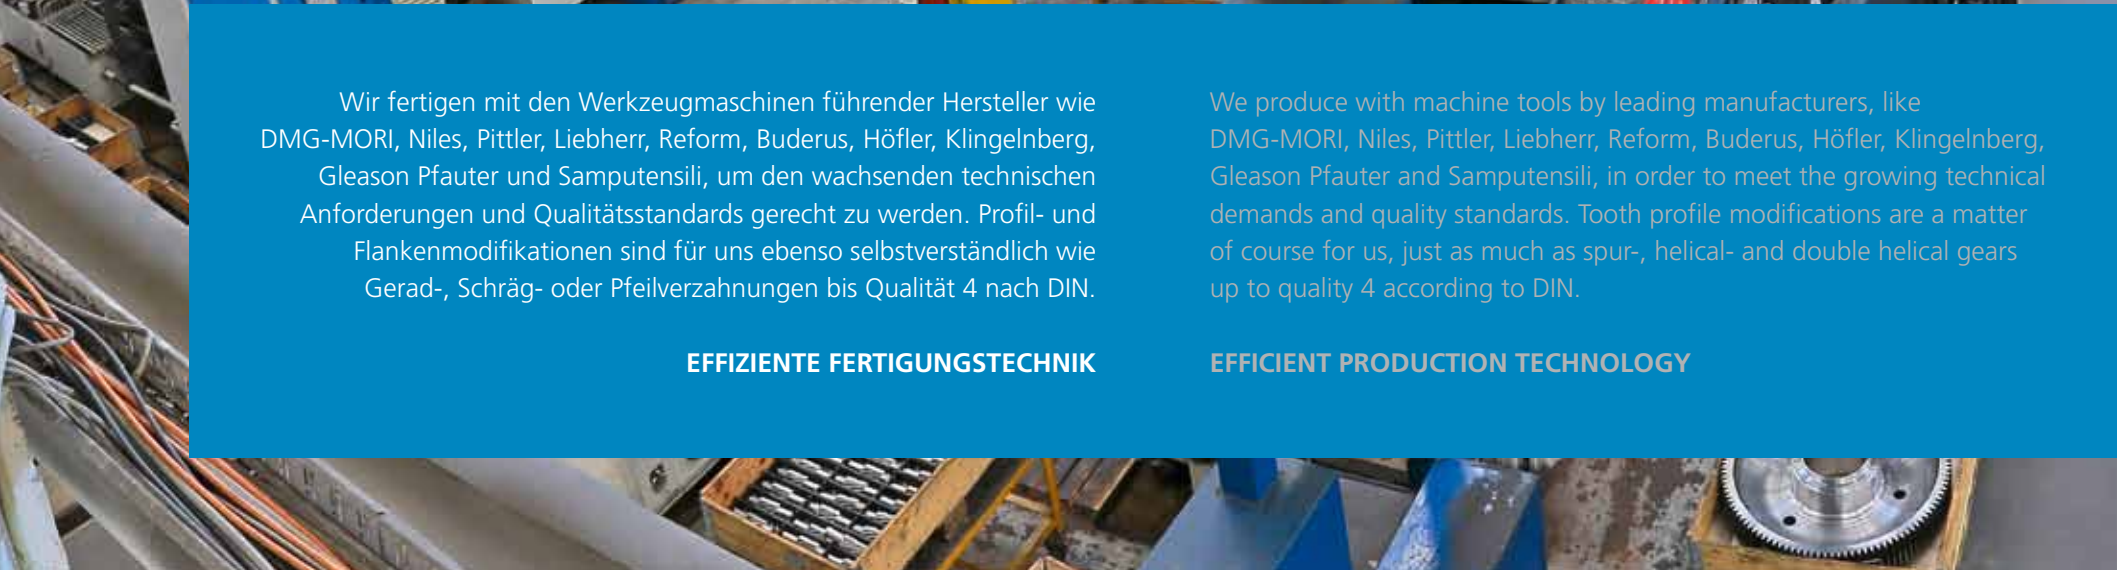 Wir fertigen mit den Werkzeugmaschinen führender Hersteller wie
DMG-MORI, Niles, Pittler, Liebherr, Reform, Buderus, Höfler, Klingelnberg,
Gleason Pfauter und Samputensili, um den wachsenden technischen
Anforderungen und Qualitätsstandards gerecht zu werden. Profil- und
Flankenmodifikationen sind für uns ebenso selbstverständlich wie
Gerad-, Schräg- oder Pfeilverzahnungen bis Qualität 4 nach DIN.
EFFIZIENTE FERTIGUNGSTECHNIK
We produce with machine tools by leading manufacturers, like
DMG-MORI, Niles, Pittler, Liebherr, Reform, Buderus, Höfler, Klingelnberg,
Gleason Pfauter and Samputensili, in order to meet the growing technical
demands and quality standards. Tooth profile modifications are a matter
of course for us, just as much as spur-, helical- and double helical gears
up to quality 4 according to DIN.
EFFICIENT PRODUCTION TECHNOLOGY